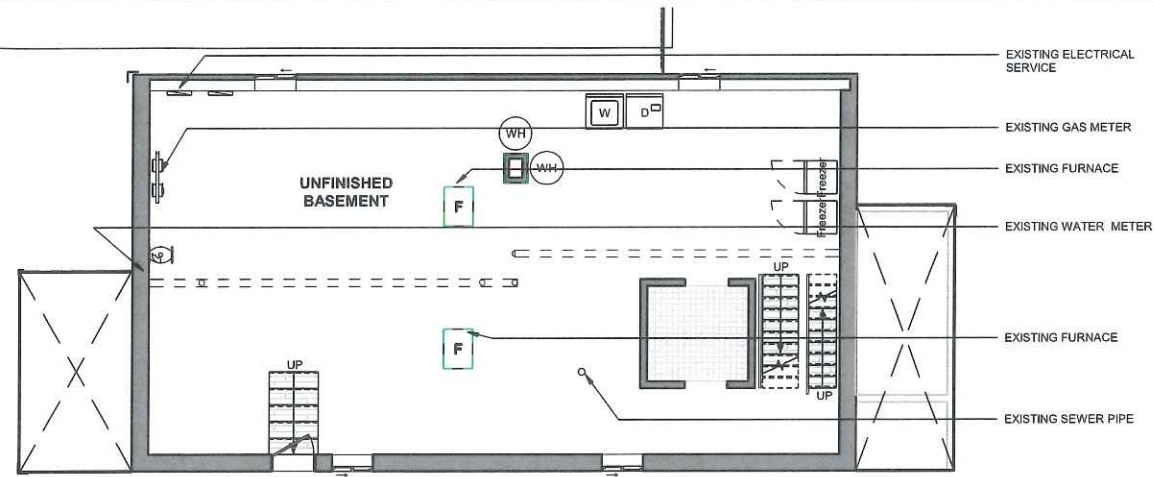 EXISTING ELECTRICAL
SERVICE
W
D
WH
EXISTING GAS METER
WH
EXISTING FURNACE
UNFINISHED
BASEMENT
F
Freezer
Freezer
EXISTING WATER METER
UP
F
EXISTING FURNACE
UP
UP
EXISTING SEWER PIPE